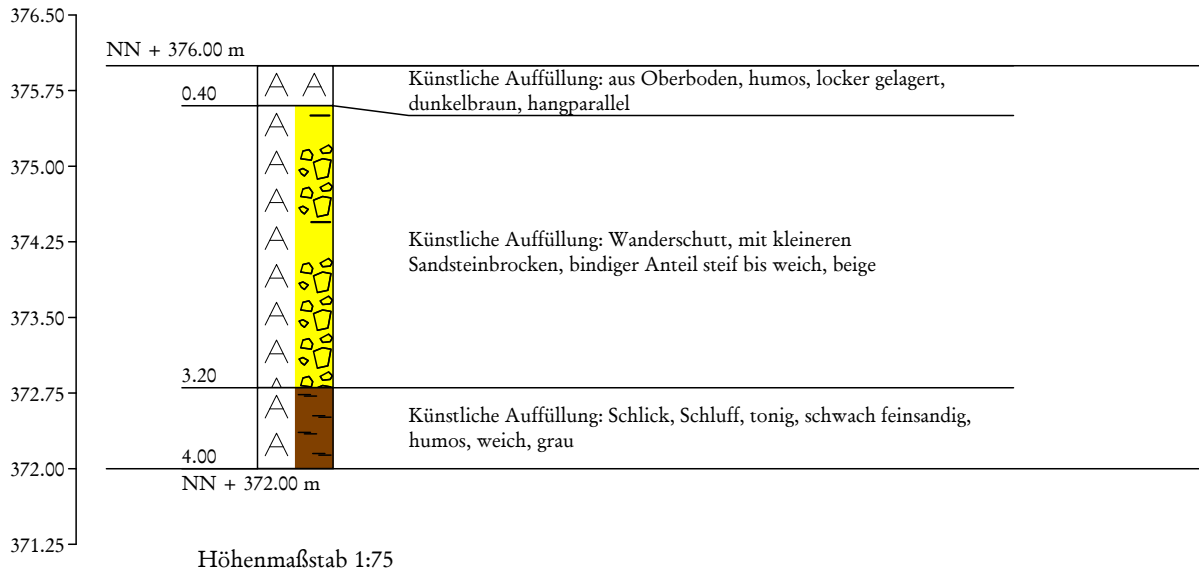 376.50
NN + 376.00 m
375.75
0.40
A A
Künstliche Auffüllung: aus Oberboden, humos, locker gelagert,
dunkelbraun, hangparallel
A
375.00
A
A
374.25
A
Künstliche Auffüllung: Wanderschutt, mit kleineren
Sandsteinbrocken, bindiger Anteil steif bis weich, beige
A
373.50
A
A
3.20
A
372.75
A
Künstliche Auffüllung: Schlick, Schluff, tonig, schwach feinsandig,
humos, weich, grau
A
4.00
372.00
NN + 372.00 m
371.25
Höhenmaßstab 1:75